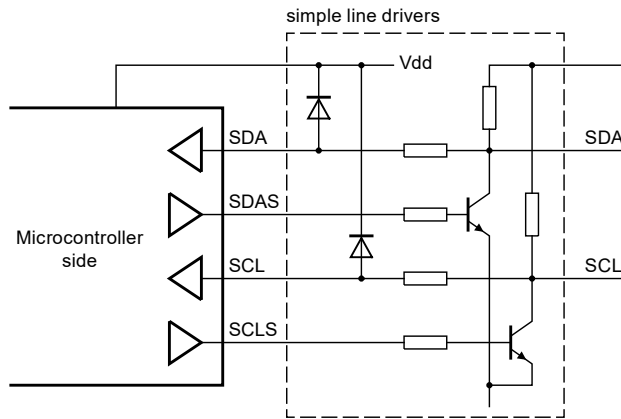 simple line drivers
Vdd
SDA
SDA
SDAS
Microcontroller
side
SCL
SCL
SCLS